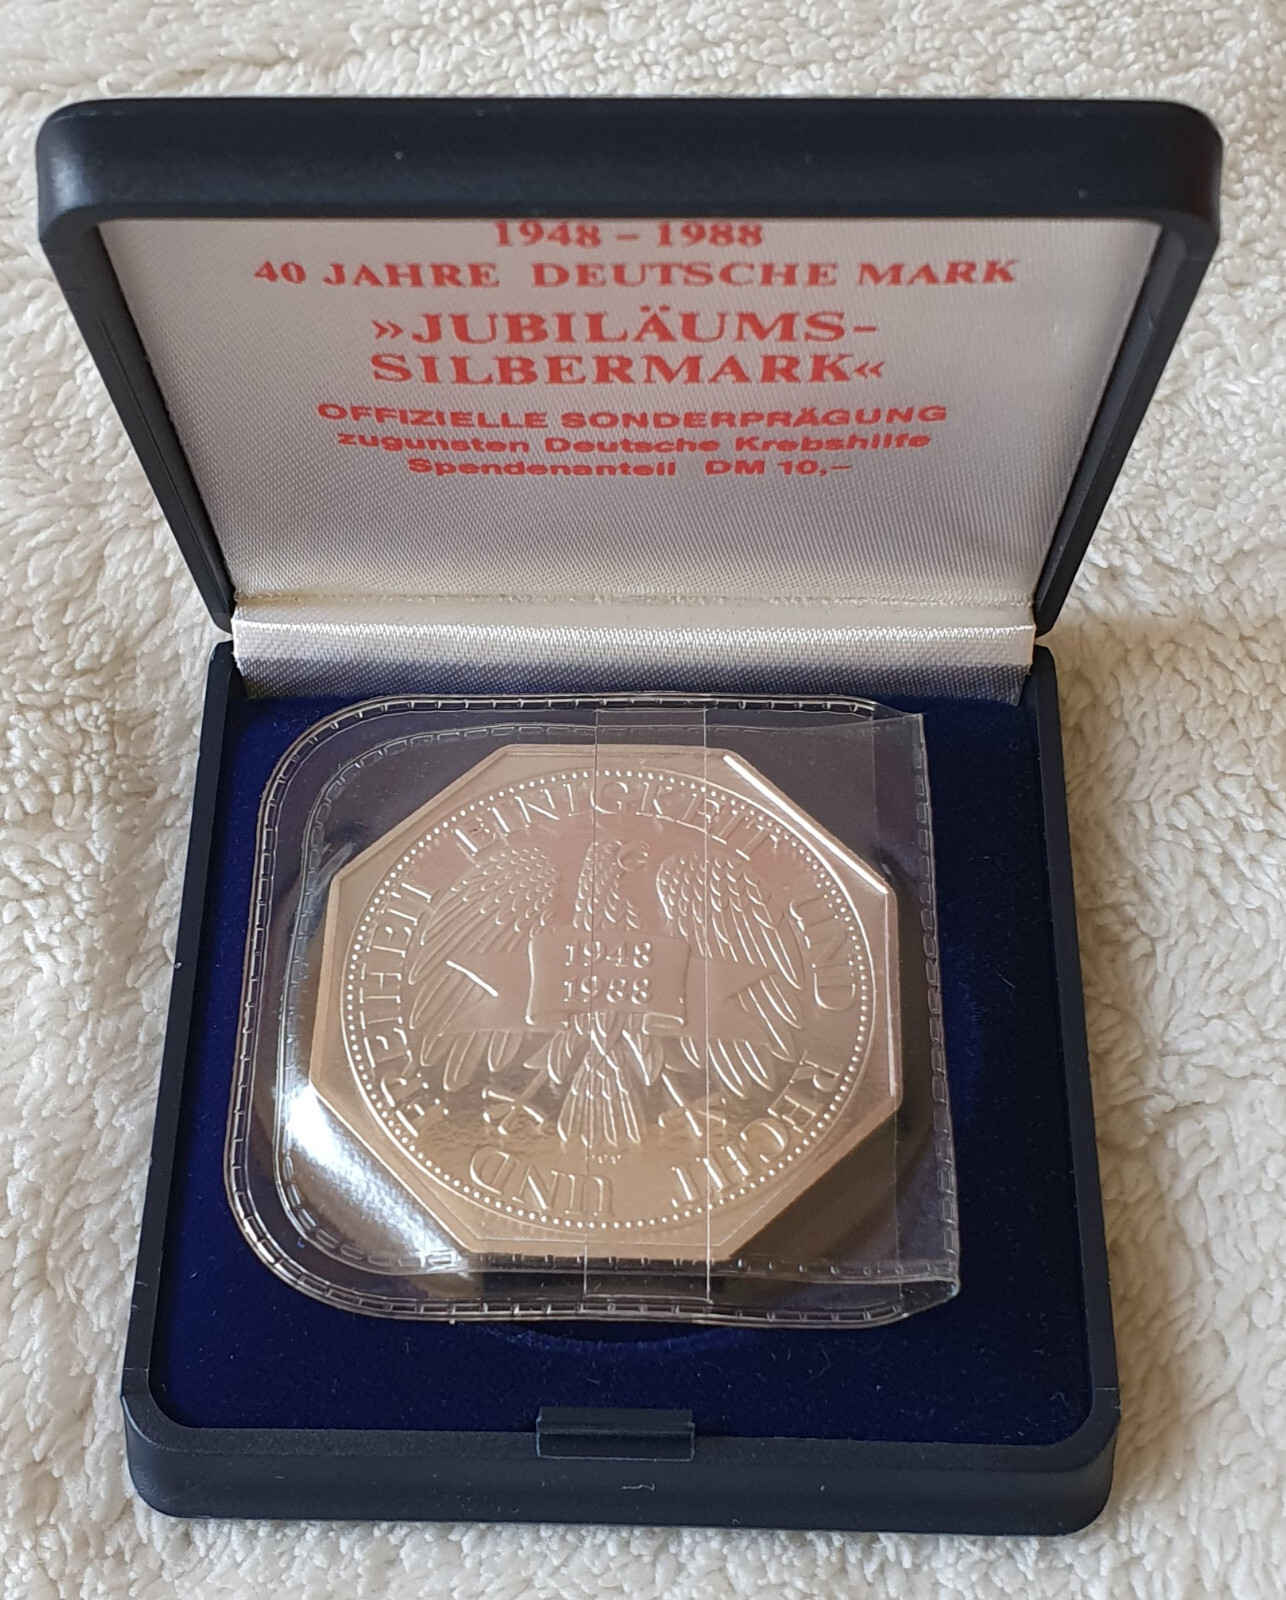 1948 – 1988
40 JAHRE DEUTSCHE MARK
»JUBILÄUMS-
SILBERMARK«
OFFIZIELLE SONDERPRÄGUNG
zugunsten Deutsche Krebshilfe
Spendenanteil DM 10,–
EINIGKEIT UND RECHT UND FREIHEIT
1948
1988